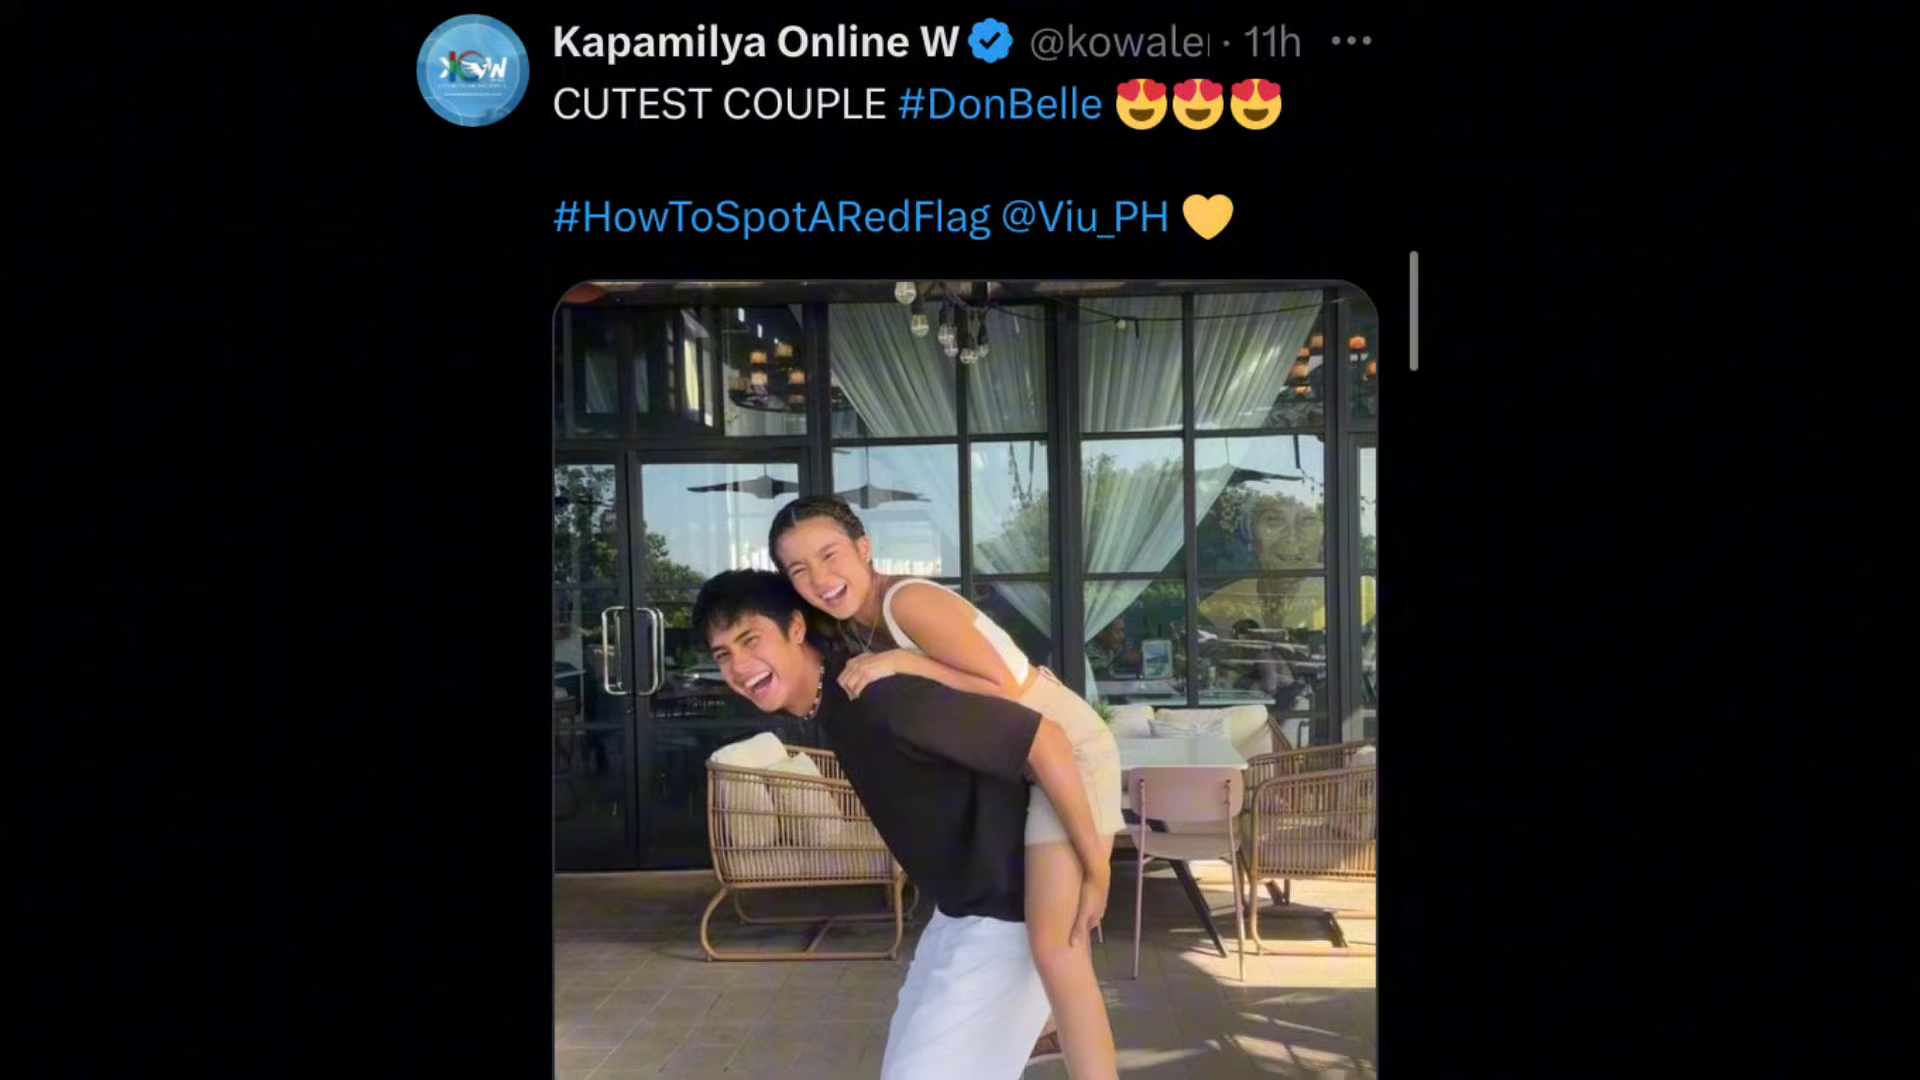 Kapamilya Online W @kowale · 11h
CUTEST COUPLE #DonBelle 😍😍😍
#HowToSpotARedFlag @Viu_PH 💛